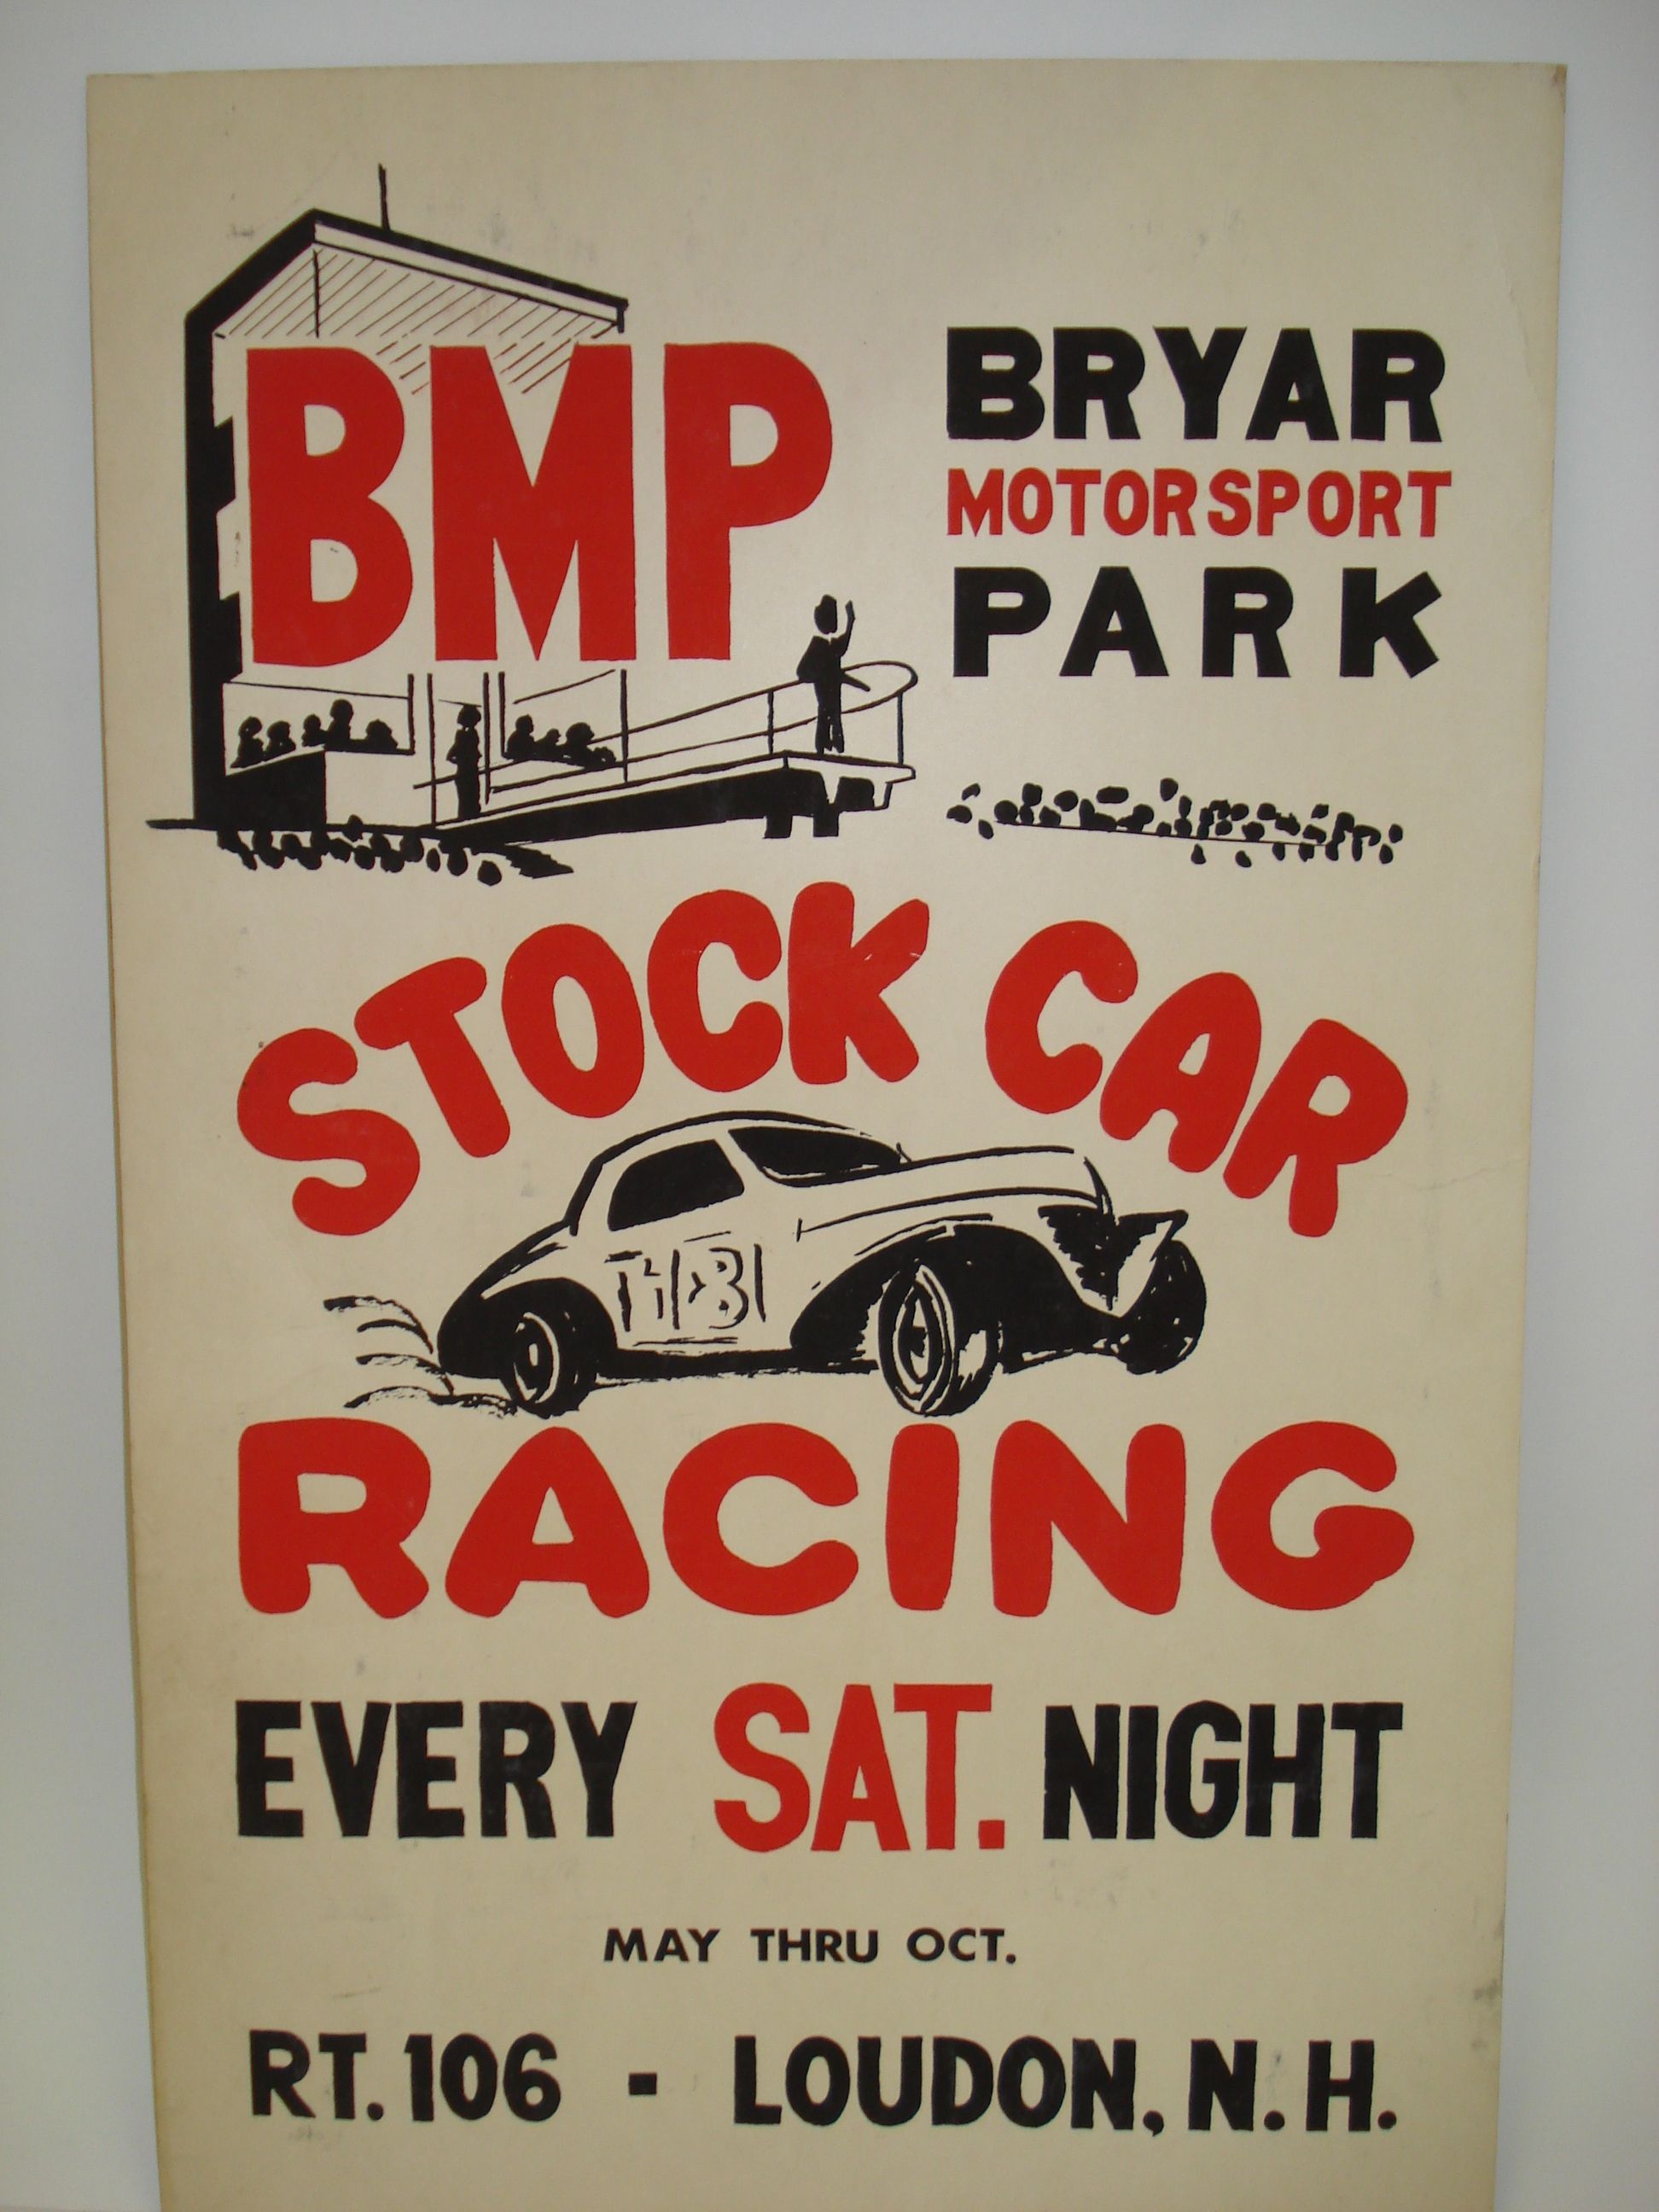 BMP
BRYAR
MOTORSPORT
PARK
STOCK CAR
RACING
EVERY SAT. NIGHT
MAY THRU OCT.
RT. 106 - LOUDON, N. H.